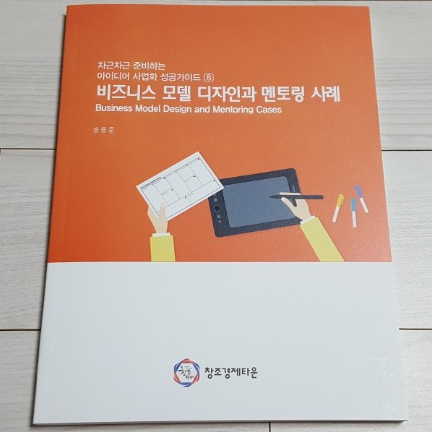 차근차근 준비하는
아이디어 사업화 성공가이드 (8)
비즈니스 모델 디자인과 멘토링 사례
Business Model Design and Mentoring Cases
창조경제타운